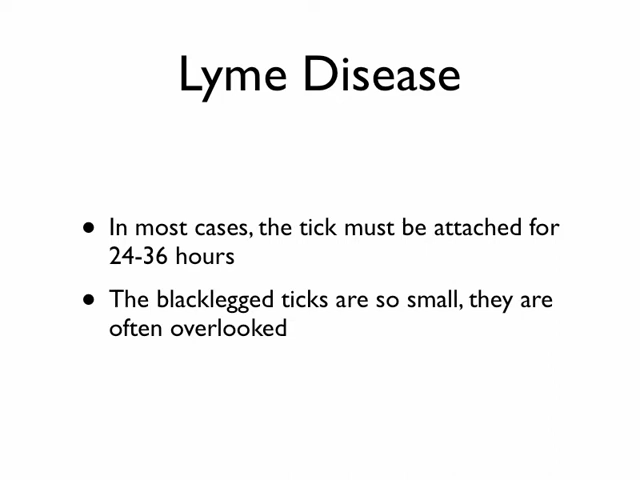 Lyme Disease
• In most cases, the tick must be attached for
24-36 hours
• The blacklegged ticks are so small, they are
often overlooked